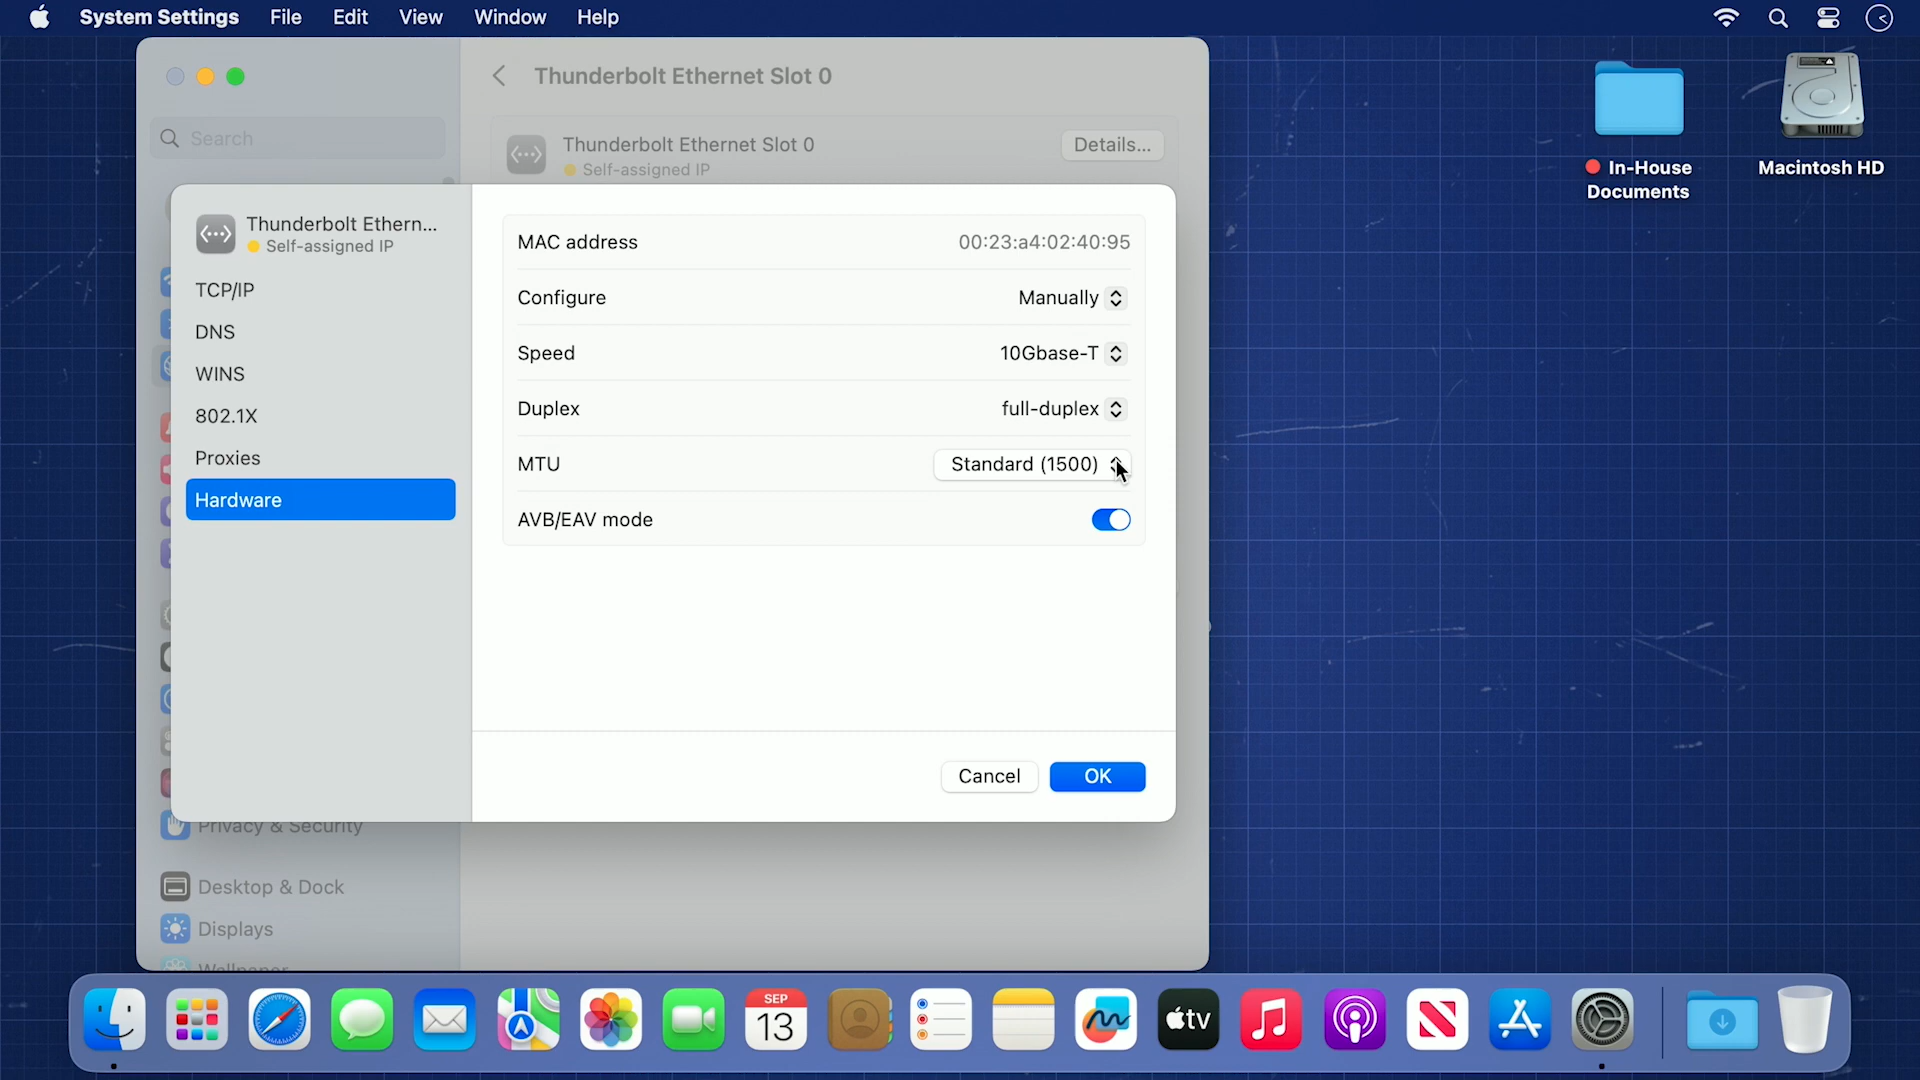 System Settings File Edit View Window Help
Thunderbolt Ethernet Slot 0
Search
Thunderbolt Ethernet Slot 0
Details...
Self-assigned IP
In-House
Documents
Macintosh HD
Thunderbolt Ethern...
Self-assigned IP
TCP/IP
DNS
WINS
802.1X
Proxies
Hardware
MAC address 00:23:a4:02:40:95
Configure Manually
Speed 10Gbase-T
Duplex full-duplex
MTU Standard (1500)
AVB/EAV mode
Cancel OK
Privacy & Security
Desktop & Dock
Displays
Wallpaper
SEP
13
tv